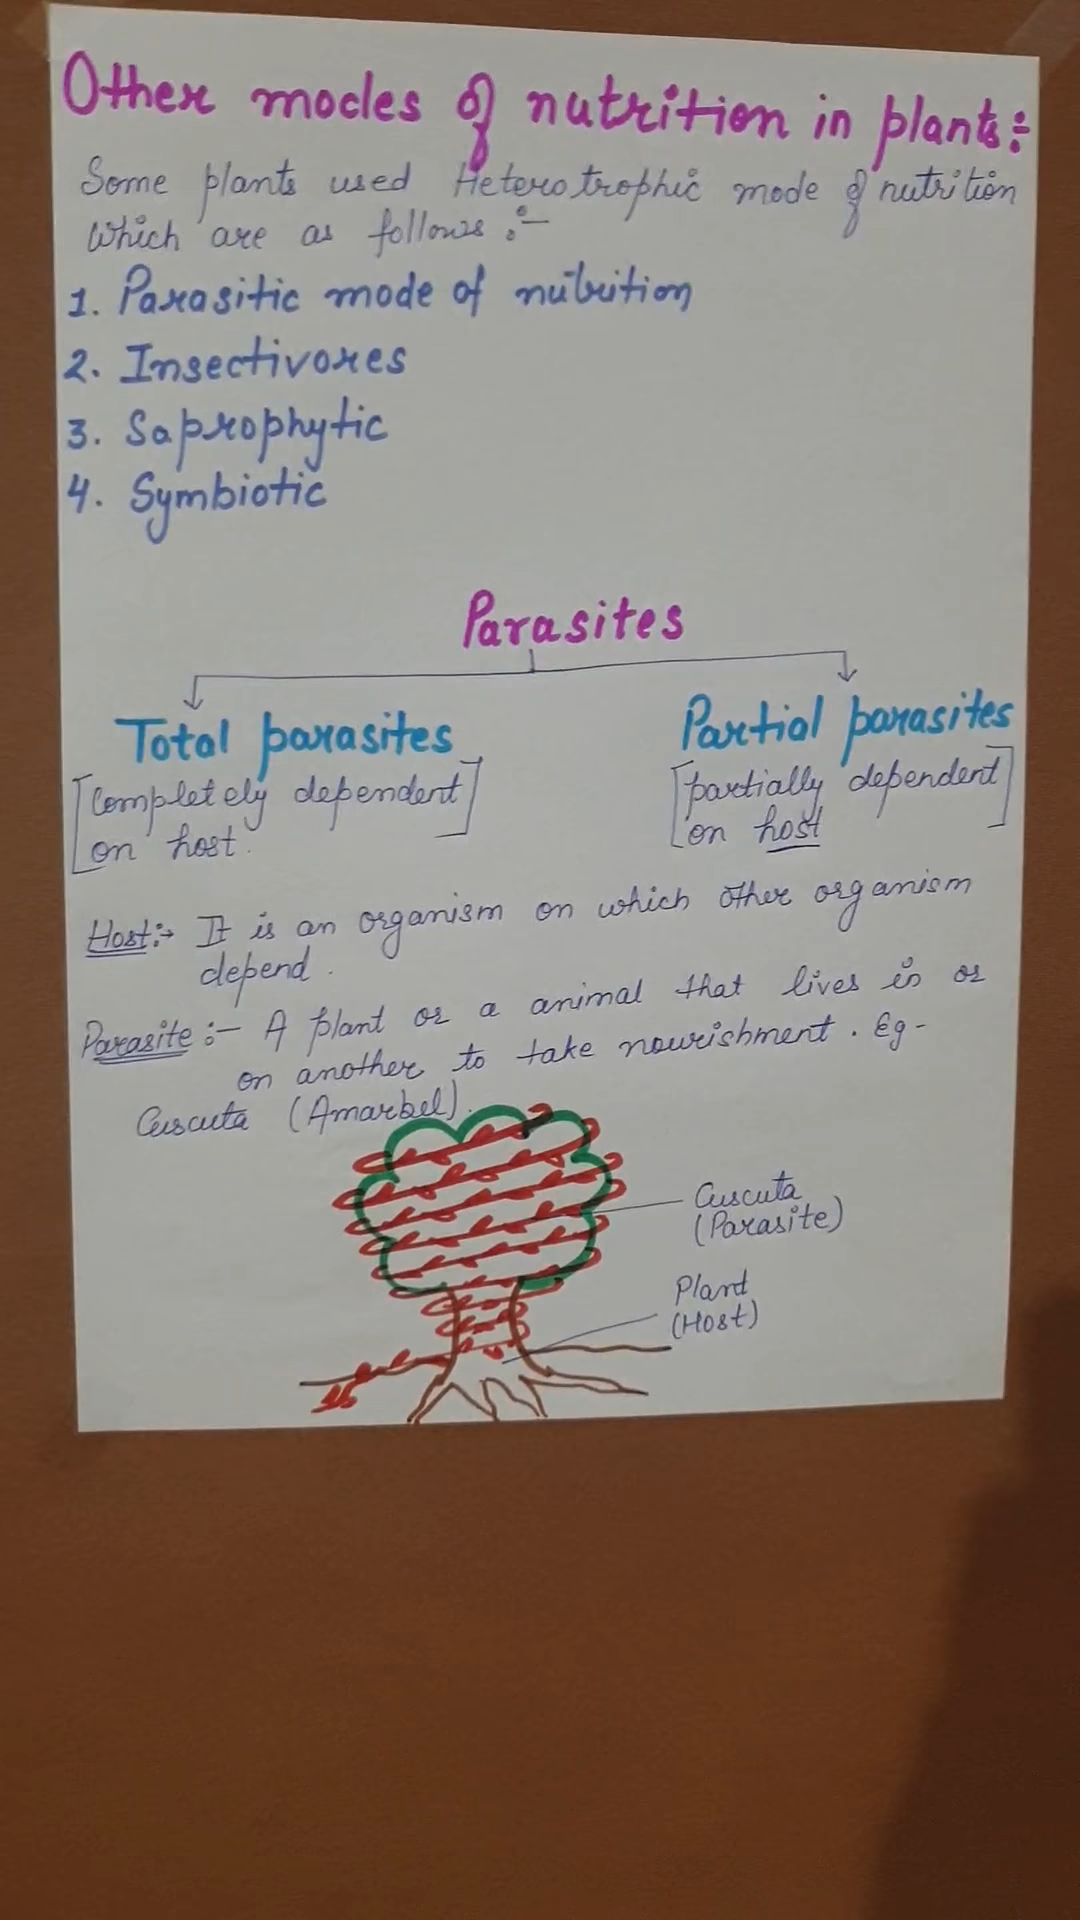 Other modes of nutrition in plants:-
Some plants used Heterotrophic mode of nutrition
Which are as follows :-
1. Parasitic mode of nutrition
2. Insectivores
3. Saprophytic
4. Symbiotic
Parasites
Total parasites
Partial parasites
[Completely dependent]
[on host.
[partially dependent]
[on host
Host:→ It is an organism on which other organism
depend.
Parasite :- A plant or a animal that lives in or
on another to take nourishment. Eg-
Cuscuta (Amarbel).
Cuscuta
(Parasite)
Plant
(Host)